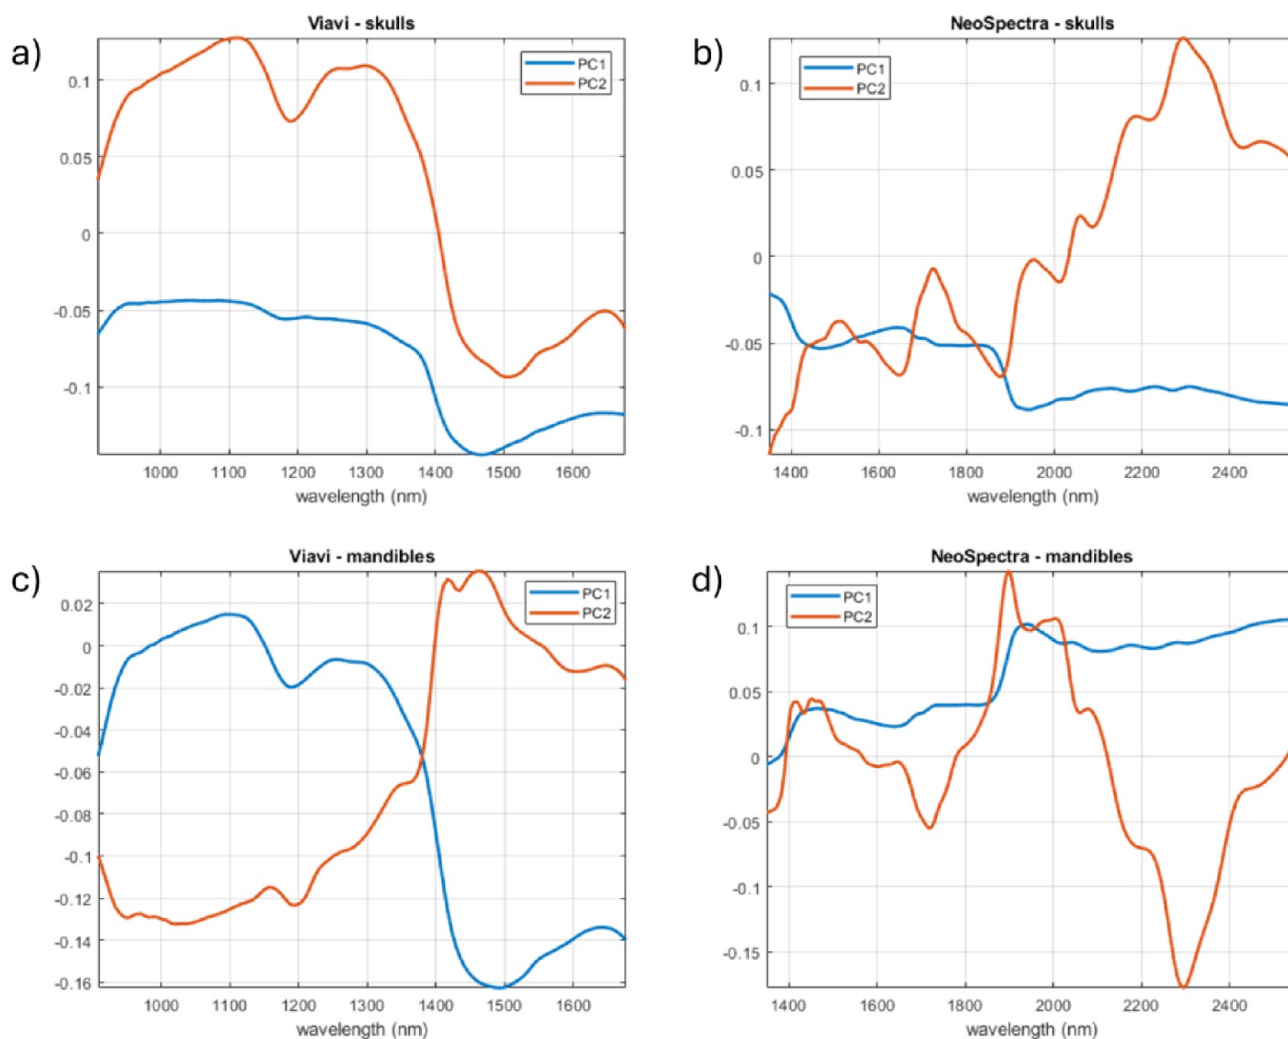 a)
Viavi - skulls
PC1
PC2
0.1
0.05
0
-0.05
-0.1
1000 1100 1200 1300 1400 1500 1600
wavelength (nm)
b)
NeoSpectra - skulls
PC1
PC2
0.1
0.05
0
-0.05
-0.1
1400 1600 1800 2000 2200 2400
wavelength (nm)
c)
Viavi - mandibles
PC1
PC2
0.02
0
-0.02
-0.04
-0.06
-0.08
-0.1
-0.12
-0.14
-0.16
1000 1100 1200 1300 1400 1500 1600
wavelength (nm)
d)
NeoSpectra - mandibles
PC1
PC2
0.1
0.05
0
-0.05
-0.1
-0.15
1400 1600 1800 2000 2200 2400
wavelength (nm)